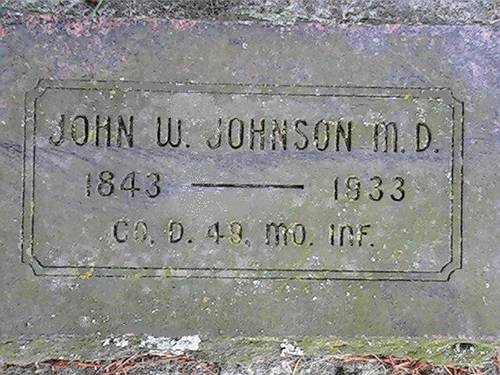 JOHN W. JOHNSON M.D.
1843 — 1933
CO. D. 49. MO. INF.